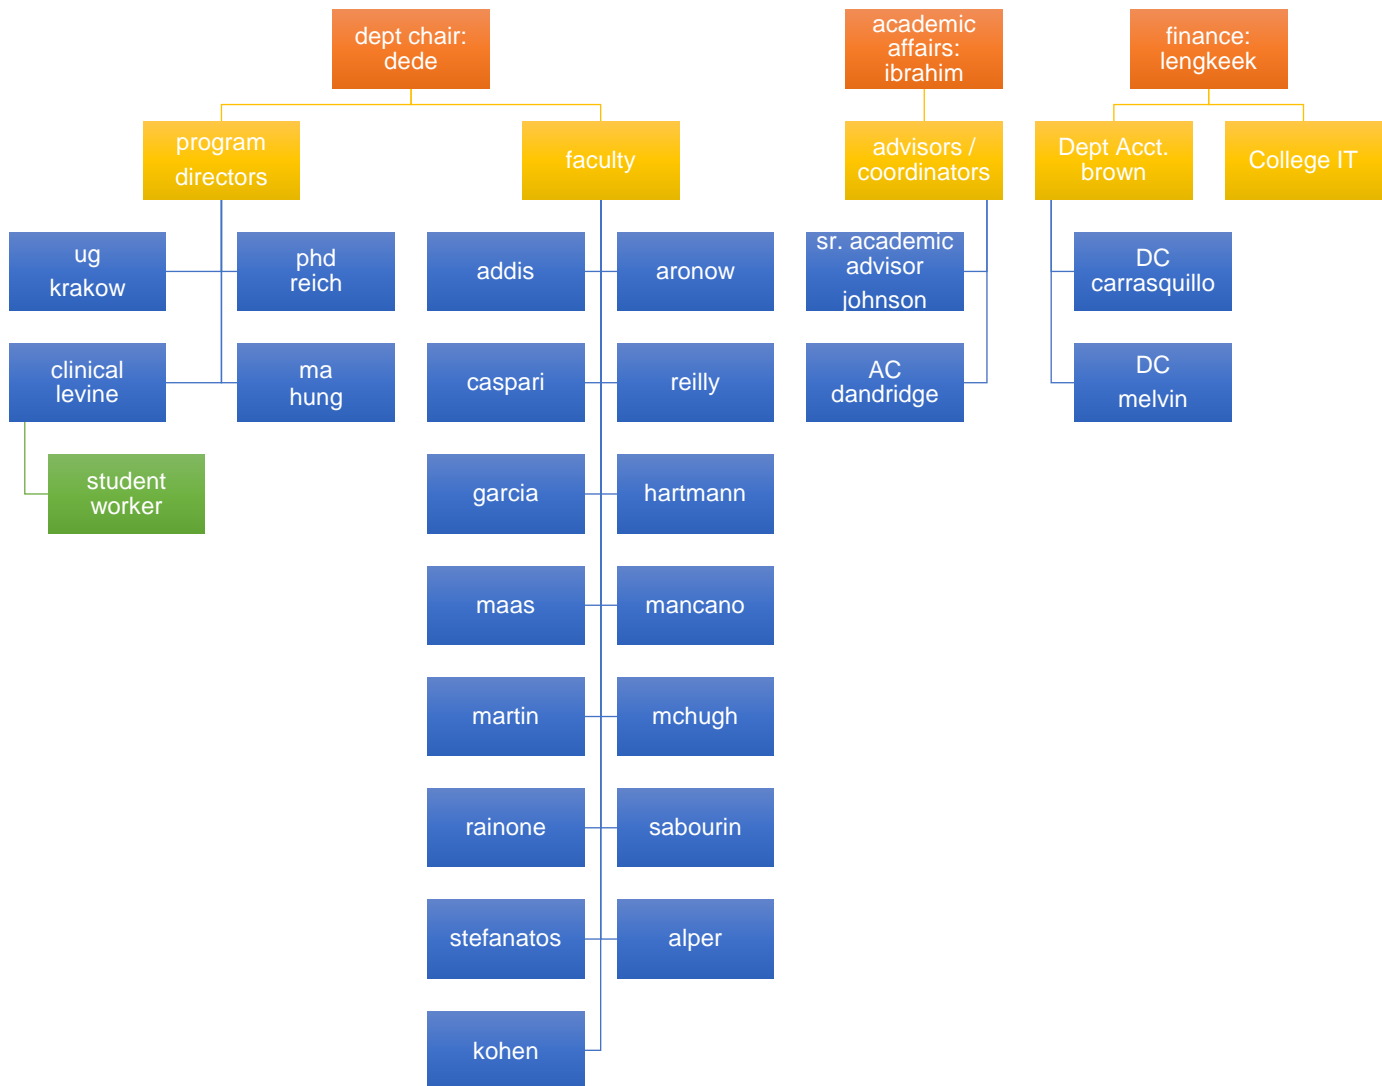 dept chair:
dede
academic
affairs:
ibrahim
finance:
lengkeek
program
directors
faculty
advisors /
coordinators
Dept Acct.
brown
College IT
ug
krakow
phd
reich
addis
aronow
sr. academic
advisor
johnson
DC
carrasquillo
clinical
levine
ma
hung
caspari
reilly
AC
dandridge
DC
melvin
student
worker
garcia
hartmann
maas
mancano
martin
mchugh
rainone
sabourin
stefanatos
alper
kohen